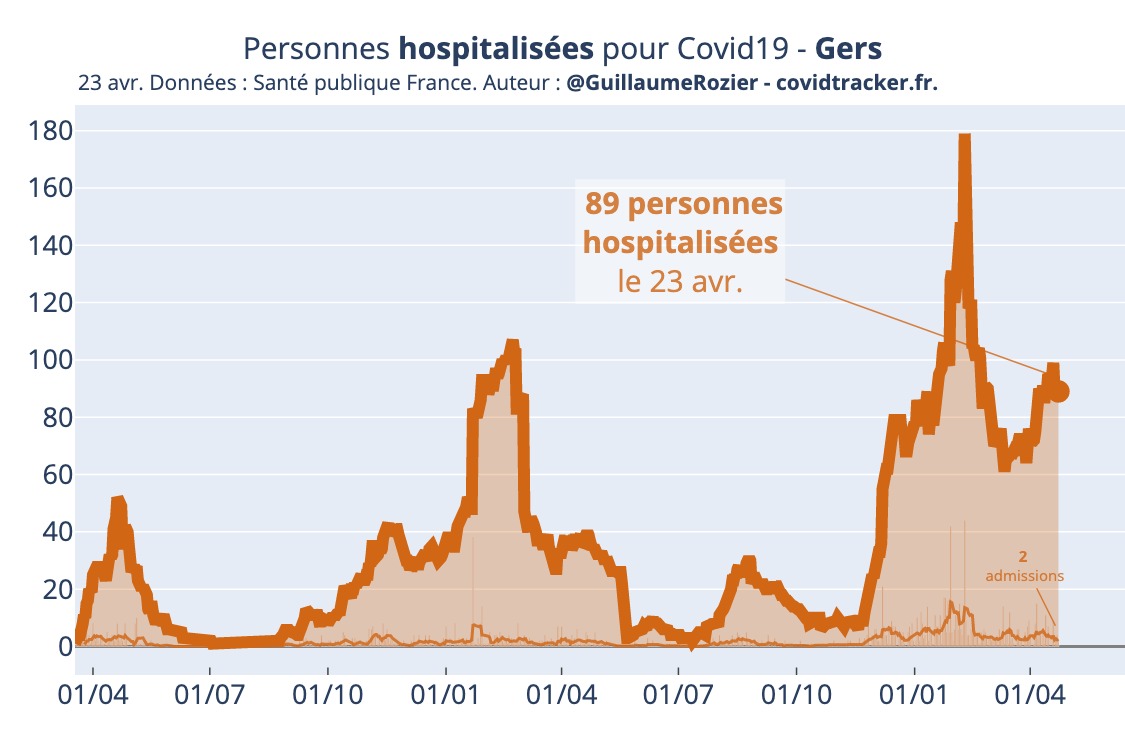 Personnes hospitalisées pour Covid19 - Gers
23 avr. Données : Santé publique France. Auteur : @GuillaumeRozier - covidtracker.fr.
180
160
140
120
100
80
60
40
20
0
89 personnes
hospitalisées
le 23 avr.
2
admissions
01/04 01/07 01/10 01/01 01/04 01/07 01/10 01/01 01/04